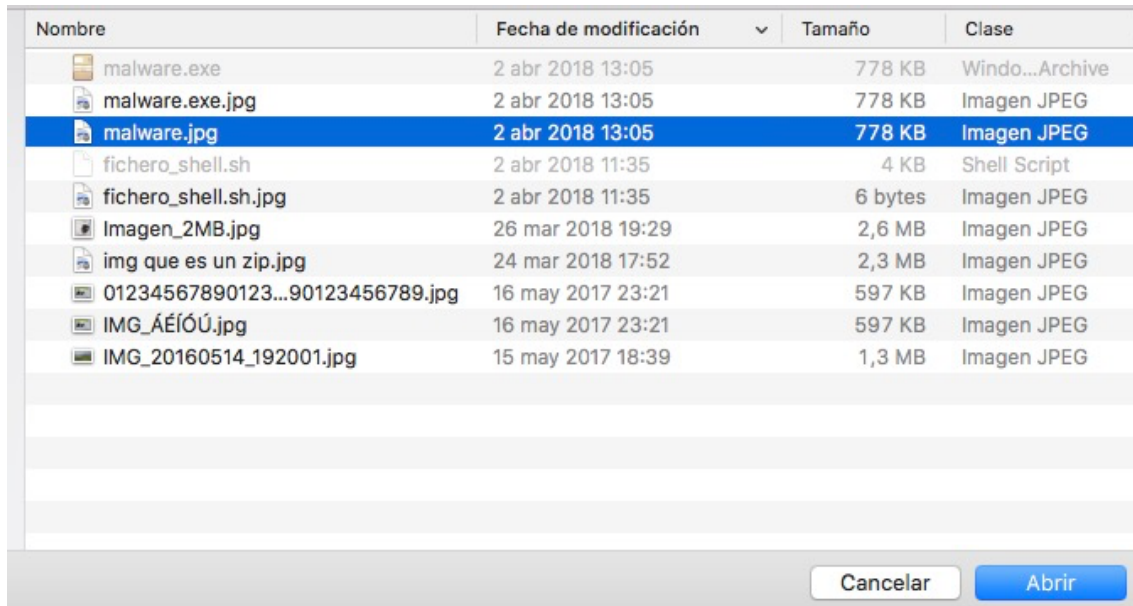 Nombre Fecha de modificación Tamaño Clase
malware.exe 2 abr 2018 13:05 778 KB Windo...Archive
malware.exe.jpg 2 abr 2018 13:05 778 KB Imagen JPEG
malware.jpg 2 abr 2018 13:05 778 KB Imagen JPEG
fichero_shell.sh 2 abr 2018 11:35 4 KB Shell Script
fichero_shell.sh.jpg 2 abr 2018 11:35 6 bytes Imagen JPEG
Imagen_2MB.jpg 26 mar 2018 19:29 2,6 MB Imagen JPEG
img que es un zip.jpg 24 mar 2018 17:52 2,3 MB Imagen JPEG
01234567890123...90123456789.jpg 16 may 2017 23:21 597 KB Imagen JPEG
IMG_ÁÉÍÓÚ.jpg 16 may 2017 23:21 597 KB Imagen JPEG
IMG_20160514_192001.jpg 15 may 2017 18:39 1,3 MB Imagen JPEG
Cancelar Abrir